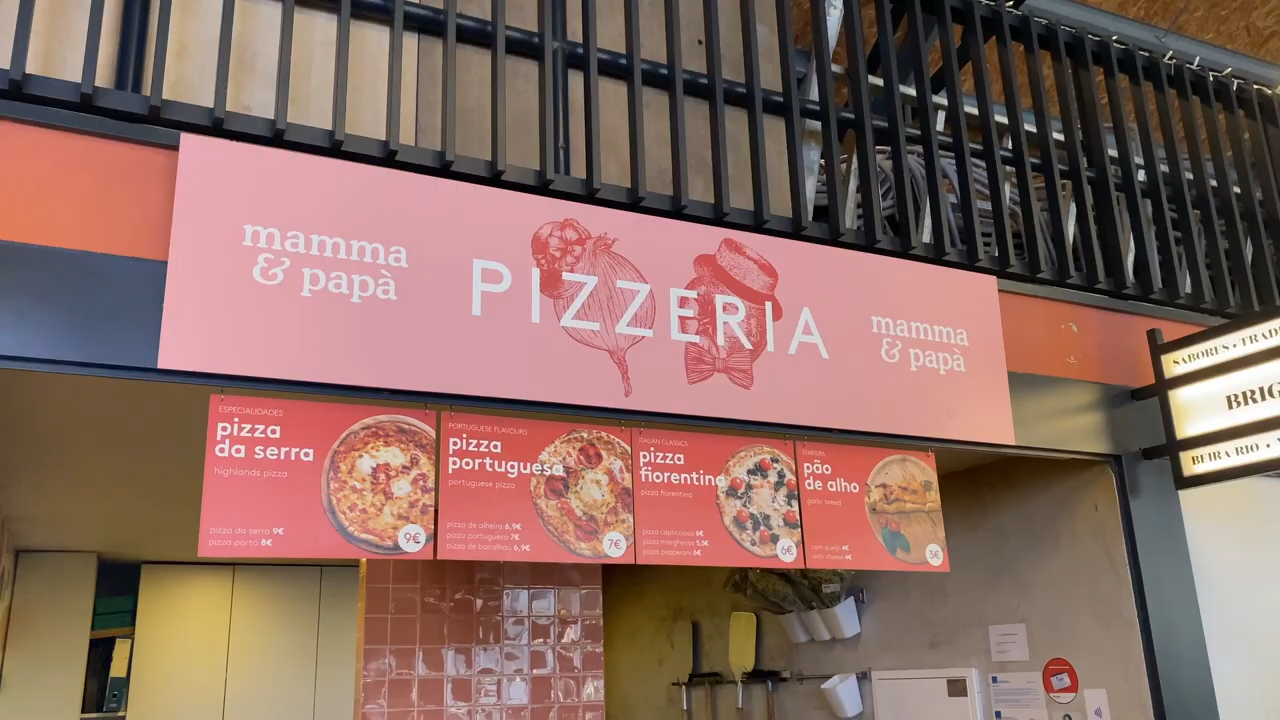 mamma
& papà
PIZZERIA
mamma
& papà
ESPECIALIDADES
pizza
da serra
highlands pizza
pizza da serra 9€
pizza porto 8€
9€
PORTUGUESE FLAVOURS
pizza
portuguesa
portuguese pizza
pizza de alheira 6,9€
pizza portuguesa 7€
pizza de bacalhau 6,9€
7€
ITALIAN CLASSICS
pizza
fiorentina
pizza fiorentina
pizza capricciosa 6€
pizza margherita 5,5€
pizza pepperoni 6€
6€
STARTERS
pão
de alho
garlic bread
com queijo 4€
with cheese 4€
3€
SABORES • TRAD
BRIG
BEIRA-RIO •